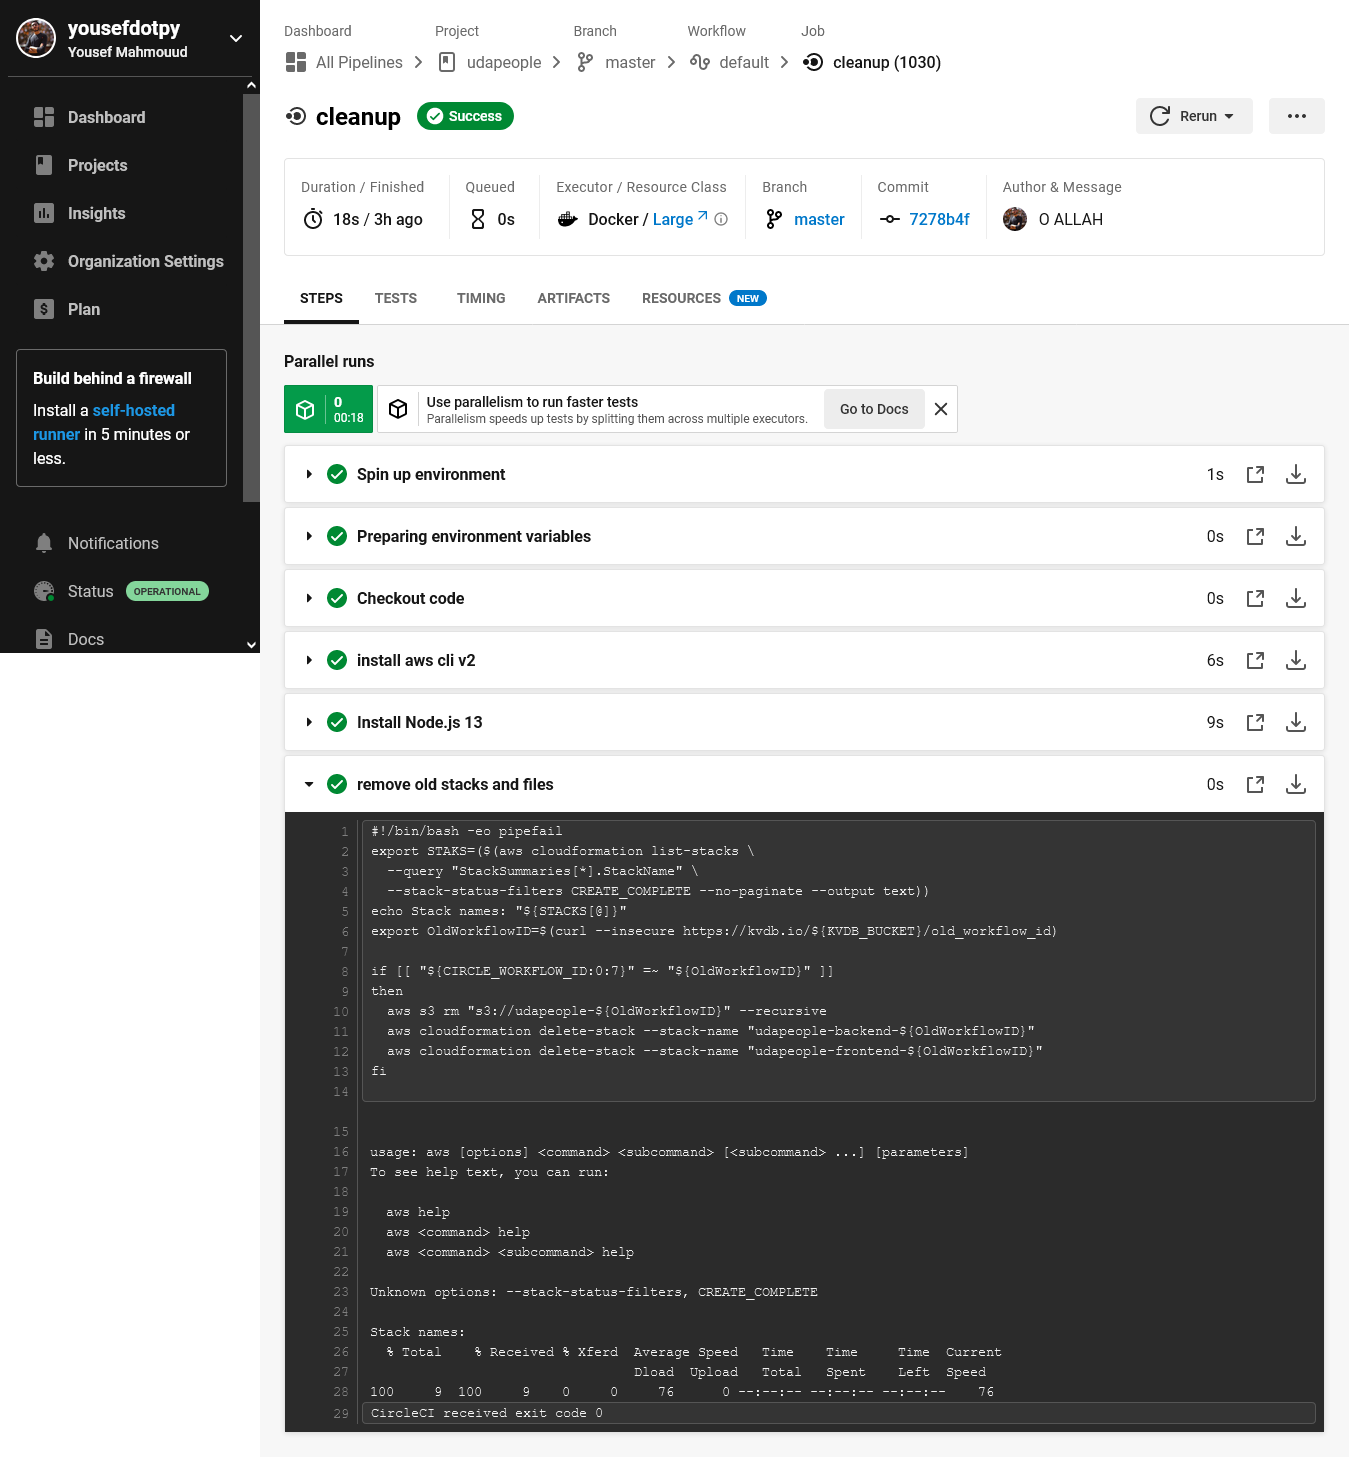 yousefdotpy
Yousef Mahmouud
Dashboard
Projects
Insights
Organization Settings
Plan
Build behind a firewall
Install a self-hosted
runner in 5 minutes or
less.
Notifications
Status OPERATIONAL
Docs
Dashboard Project Branch Workflow Job
All Pipelines udapeople master default cleanup (1030)
cleanup Success Rerun
Duration / Finished Queued Executor / Resource Class Branch Commit Author & Message
18s / 3h ago 0s Docker / Large master 7278b4f O ALLAH
STEPS TESTS TIMING ARTIFACTS RESOURCES NEW
Parallel runs
0
00:18
Use parallelism to run faster tests
Parallelism speeds up tests by splitting them across multiple executors.
Go to Docs
Spin up environment 1s
Preparing environment variables 0s
Checkout code 0s
install aws cli v2 6s
Install Node.js 13 9s
remove old stacks and files 0s
1 #!/bin/bash -eo pipefail
2 export STAKS=($(aws cloudformation list-stacks \
3   --query "StackSummaries[*].StackName" \
4   --stack-status-filters CREATE_COMPLETE --no-paginate --output text))
5 echo Stack names: "${STACKS[@]}"
6 export OldWorkflowID=$(curl --insecure https://kvdb.io/${KVDB_BUCKET}/old_workflow_id)
7
8 if [[ "${CIRCLE_WORKFLOW_ID:0:7}" =~ "${OldWorkflowID}" ]]
9 then
10   aws s3 rm "s3://udapeople-${OldWorkflowID}" --recursive
11   aws cloudformation delete-stack --stack-name "udapeople-backend-${OldWorkflowID}"
12   aws cloudformation delete-stack --stack-name "udapeople-frontend-${OldWorkflowID}"
13 fi
14
15
16 usage: aws [options] <command> <subcommand> [<subcommand> ...] [parameters]
17 To see help text, you can run:
18
19   aws help
20   aws <command> help
21   aws <command> <subcommand> help
22
23 Unknown options: --stack-status-filters, CREATE_COMPLETE
24
25 Stack names:
26   % Total    % Received % Xferd  Average Speed   Time    Time     Time  Current
27                                  Dload  Upload   Total   Spent    Left  Speed
28 100     9  100     9    0     0     76      0 --:--:-- --:--:-- --:--:--    76
29 CircleCI received exit code 0